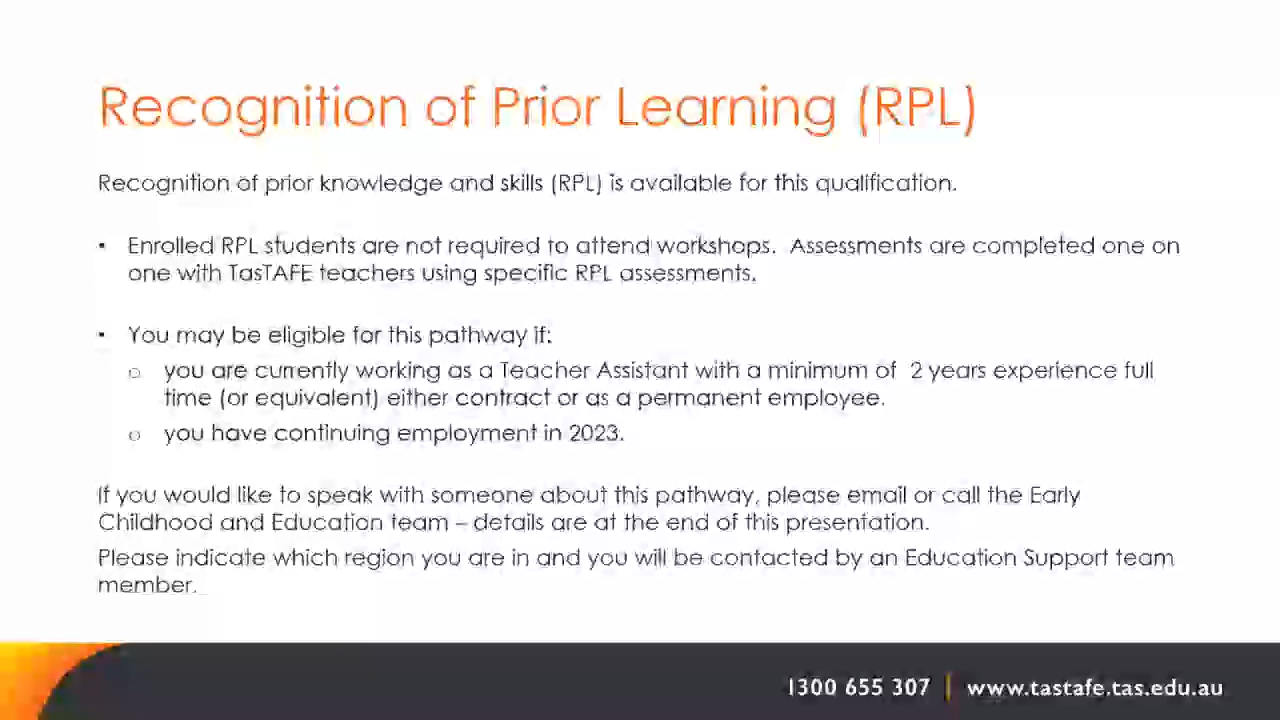 Recognition of Prior Learning (RPL)
Recognition of prior knowledge and skills (RPL) is available for this qualification.
• Enrolled RPL students are not required to attend workshops.  Assessments are completed one on
one with TasTAFE teachers using specific RPL assessments.
• You may be eligible for this pathway if:
o you are currently working as a Teacher Assistant with a minimum of  2 years experience full
time (or equivalent) either contract or as a permanent employee.
o you have continuing employment in 2023.
If you would like to speak with someone about this pathway, please email or call the Early
Childhood and Education team – details are at the end of this presentation.
Please indicate which region you are in and you will be contacted by an Education Support team
member.
1300 655 307 | www.tastafe.tas.edu.au